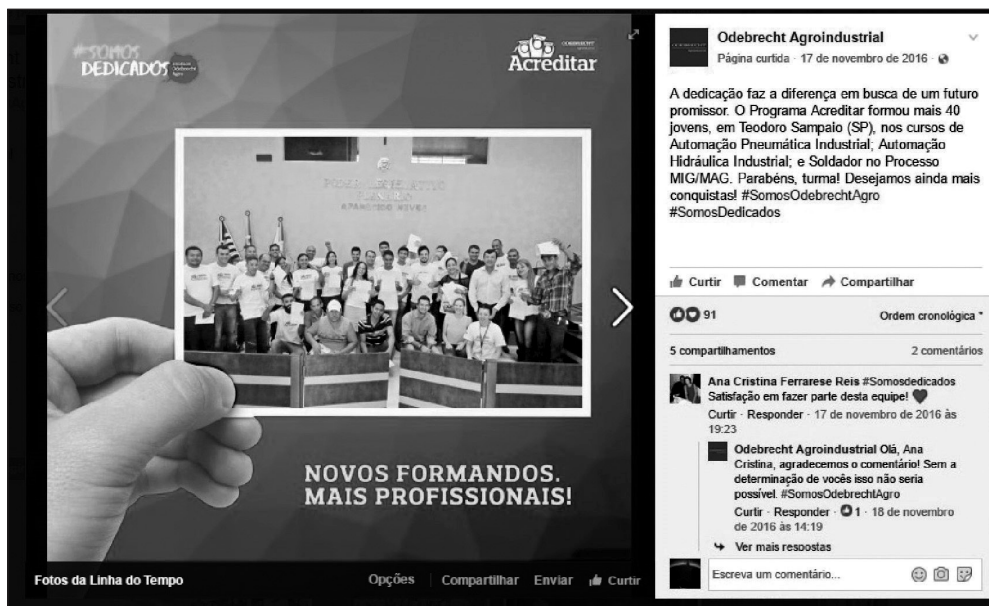 #SOMOS
DEDICADOS
ODEBRECHT
Acreditar
PODER LEGISLATIVO
PLENÁRIO
APARECIDO NEVES
NOVOS FORMANDOS.
MAIS PROFISSIONAIS!
Fotos da Linha do Tempo
Opções
Compartilhar
Enviar
Curtir
Odebrecht Agroindustrial
Página curtida · 17 de novembro de 2016 ·
A dedicação faz a diferença em busca de um futuro
promissor. O Programa Acreditar formou mais 40
jovens, em Teodoro Sampaio (SP), nos cursos de
Automação Pneumática Industrial; Automação
Hidráulica Industrial; e Soldador no Processo
MIG/MAG. Parabéns, turma! Desejamos ainda mais
conquistas! #SomosOdebrechtAgro
#SomosDedicados
Curtir Comentar Compartilhar
91 Ordem cronológica
5 compartilhamentos 2 comentários
Ana Cristina Ferrarese Reis #Somosdedicados
Satisfação em fazer parte desta equipe!
Curtir · Responder · 17 de novembro de 2016 às
19:23
Odebrecht Agroindustrial Olá, Ana
Cristina, agradecemos o comentário! Sem a
determinação de vocês isso não seria
possível. #SomosOdebrechtAgro
Curtir · Responder · 1 · 18 de novembro
de 2016 às 14:19
Ver mais respostas
Escreva um comentário...